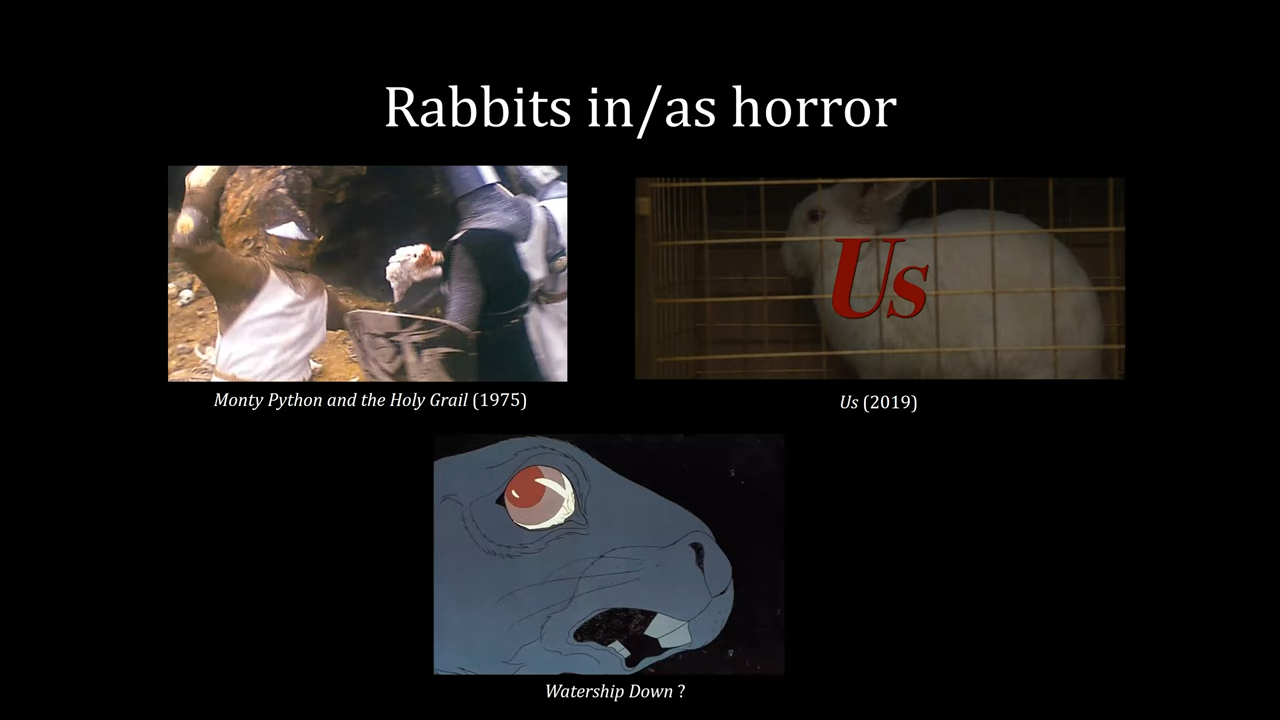 Rabbits in/as horror
Us
Monty Python and the Holy Grail (1975)
Us (2019)
Watership Down ?